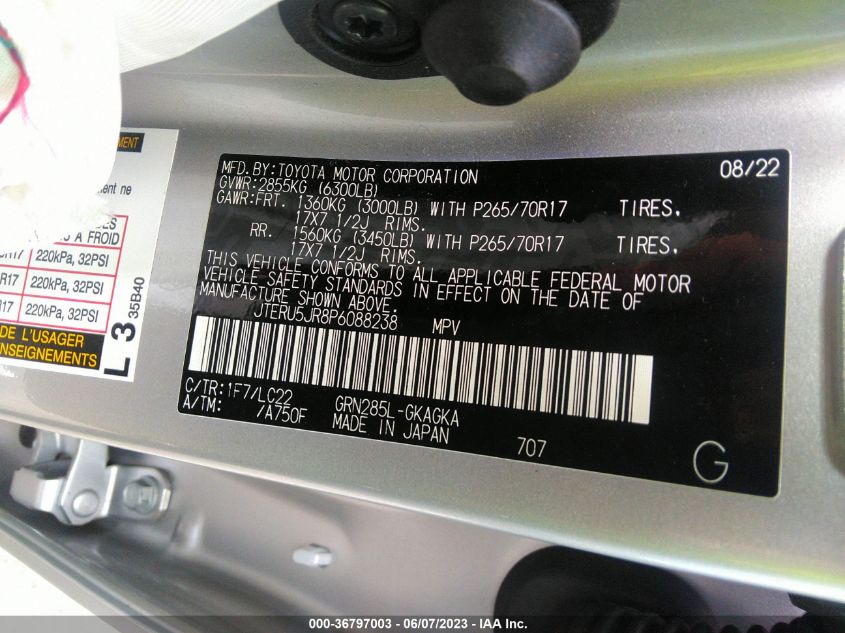 MFD.BY:TOYOTA MOTOR CORPORATION 08/22
GVWR:2855KG (6300LB)
GAWR:FRT. 1360KG (3000LB) WITH P265/70R17 TIRES,
17X7 1/2J RIMS.
RR. 1560KG (3450LB) WITH P265/70R17 TIRES,
17X7 1/2J RIMS.
THIS VEHICLE CONFORMS TO ALL APPLICABLE FEDERAL MOTOR
VEHICLE SAFETY STANDARDS IN EFFECT ON THE DATE OF
MANUFACTURE SHOWN ABOVE.
JTERU5JR8P6088238 MPV
C/TR:1F7/LC22 GRN285L-GKAGKA
A/TM: /A750F MADE IN JAPAN 707
G
A FROID
R17 220kPa, 32PSI
R17 220kPa, 32PSI
R17 220kPa, 32PSI
DE L'USAGER
L 3 35B40
000-36797003 - 06/07/2023 - IAA Inc.